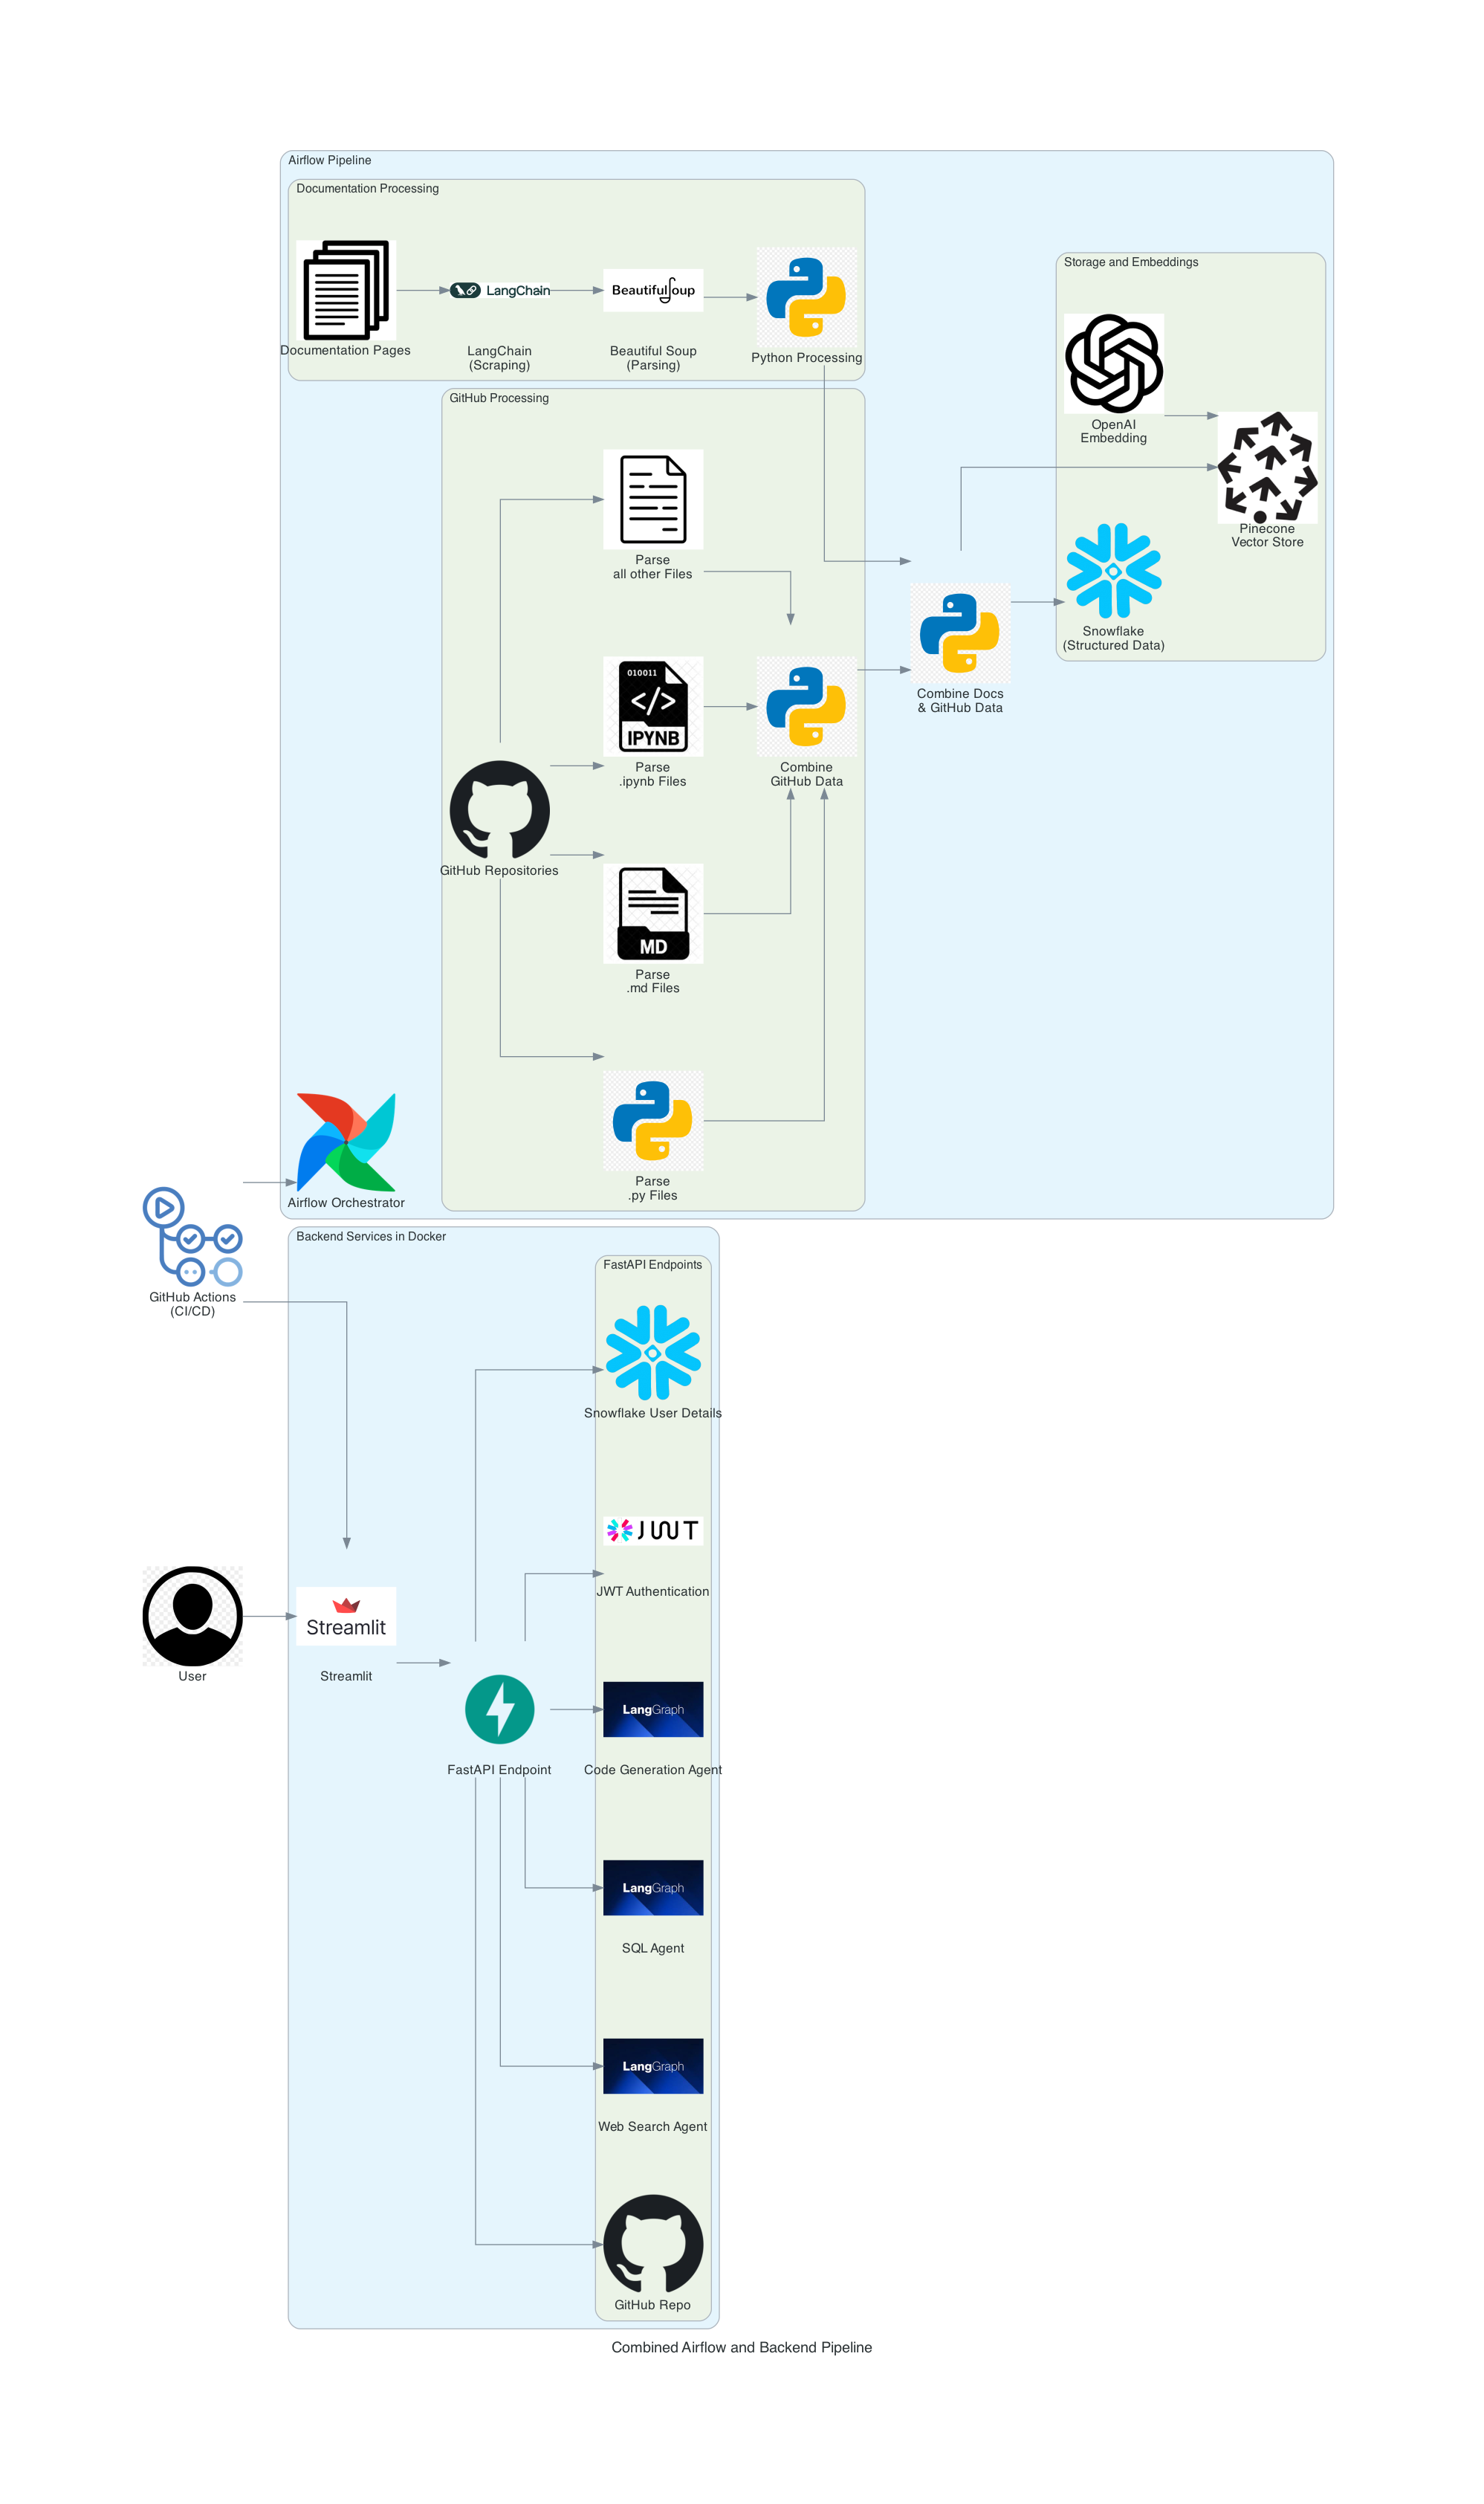 Airflow Pipeline
Documentation Processing
LangChain
BeautifulSoup
Documentation Pages
LangChain
(Scraping)
Beautiful Soup
(Parsing)
Python Processing
Storage and Embeddings
OpenAI
Embedding
Pinecone
Vector Store
Snowflake
(Structured Data)
GitHub Processing
Parse
all other Files
010011
</>
IPYNB
Parse
.ipynb Files
Combine
GitHub Data
Combine Docs
& GitHub Data
GitHub Repositories
MD
Parse
.md Files
Parse
.py Files
Airflow Orchestrator
GitHub Actions
(CI/CD)
Backend Services in Docker
FastAPI Endpoints
Snowflake User Details
JWT
JWT Authentication
User
Streamlit
Streamlit
FastAPI Endpoint
LangGraph
Code Generation Agent
LangGraph
SQL Agent
LangGraph
Web Search Agent
GitHub Repo
Combined Airflow and Backend Pipeline